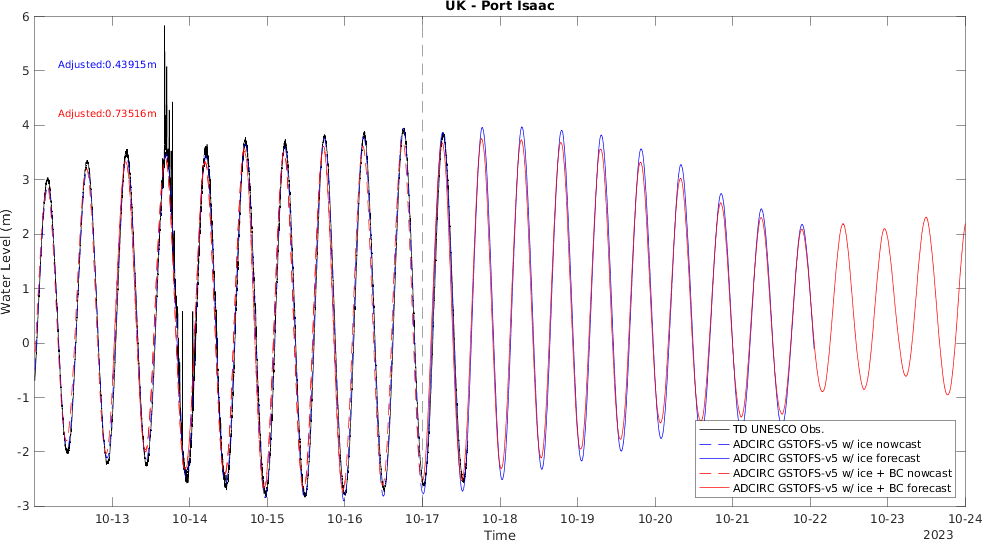 UK - Port Isaac
6
5
4
3
2
1
0
-1
-2
-3
Water Level (m)
Adjusted:0.43915m
Adjusted:0.73516m
TD UNESCO Obs.
ADCIRC GSTOFS-v5 w/ ice nowcast
ADCIRC GSTOFS-v5 w/ ice forecast
ADCIRC GSTOFS-v5 w/ ice + BC nowcast
ADCIRC GSTOFS-v5 w/ ice + BC forecast
10-13 10-14 10-15 10-16 10-17 10-18 10-19 10-20 10-21 10-22 10-23 10-24
Time
2023